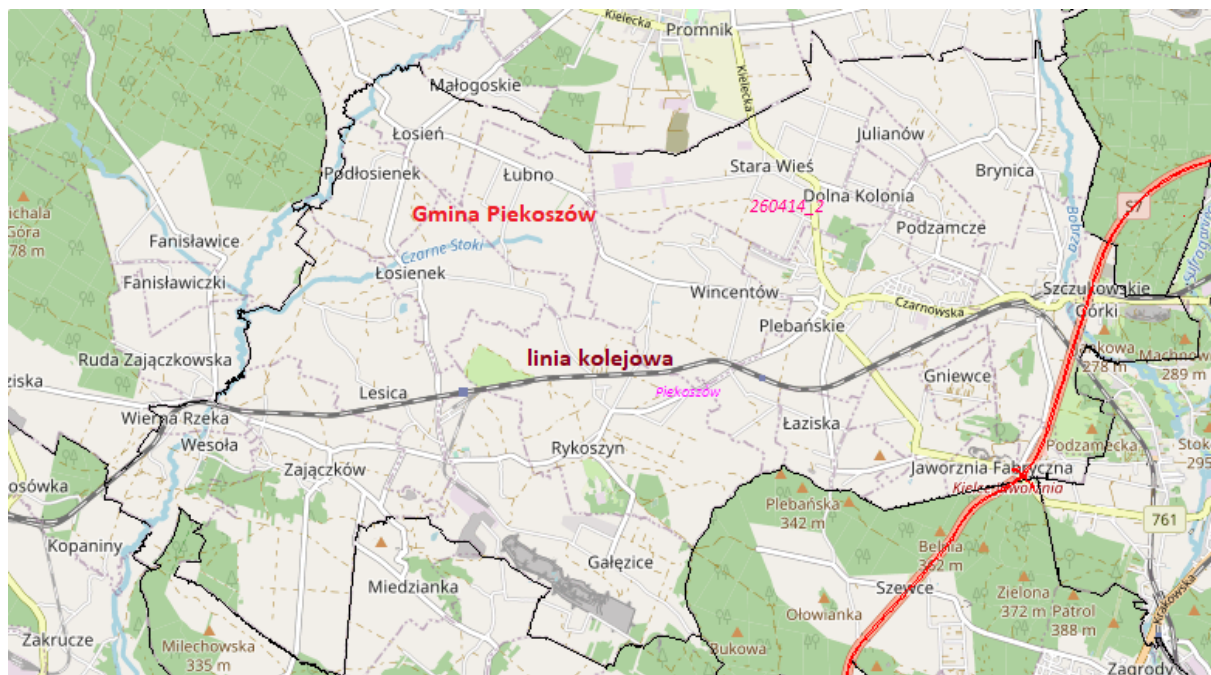 Kielecka
Promnik
Kielecka
Małogoskie
Łosień
Julianów
Podłosienek
Łubno
Stara Wieś
Brynica
Dolna Kolonia
260414_2
Gmina Piekoszów
S7
Bobrza
Podzamcze
Fanisławice
Czarne Stoki
Łosienek
Fanisławiczki
Wincentów
Szczukowskie
Górki
Czarnowska
Plebańskie
Ruda Zajączkowska
linia kolejowa
278 m
289 m
Gniewce
Lesica
Piekoszów
Wierna Rzeka
Łaziska
Wesoła
Rykoszyn
Podzamecka
295
Zajączków
Jaworznia Fabryczna
Plebańska
342 m
761
Kopaniny
Gałęzice
Miedzianka
Szewce
Zielona
372 m
Patrol
388 m
Ołowianka
Krakowska
Zakrucze
Milechowska
335 m
Bukowa
Zagrody